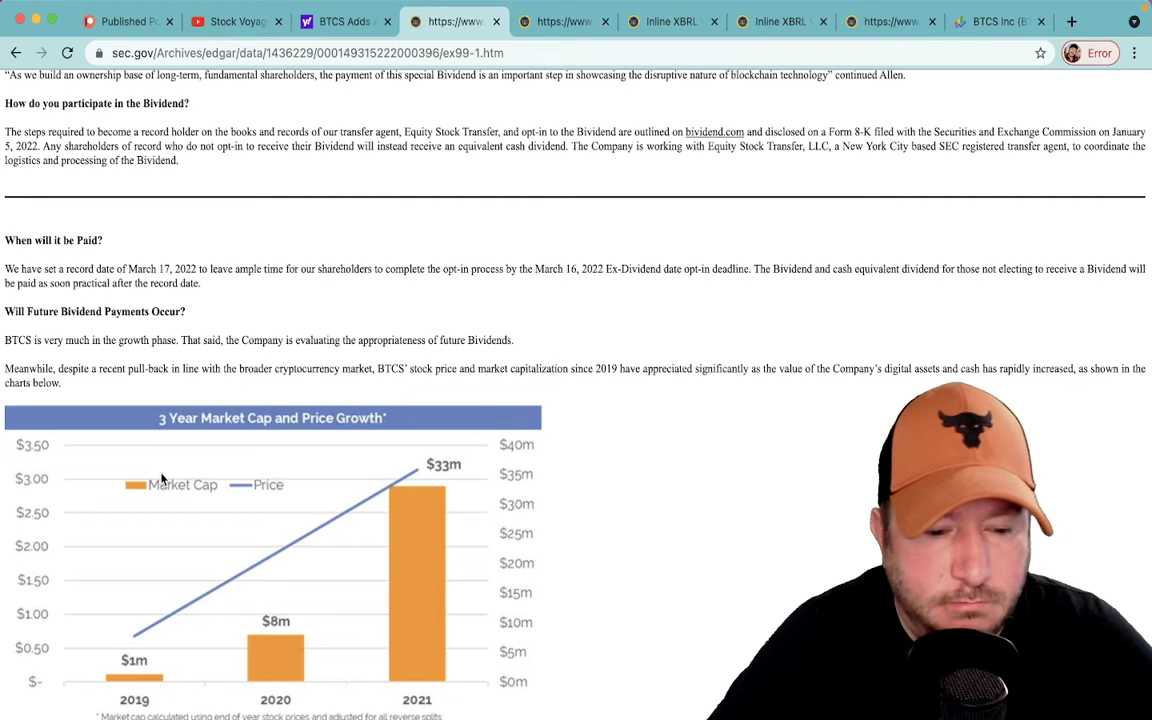 Published Po
Stock Voyag
BTCS Adds
https://www.
https://www
Inline XBRL V
Inline XBRL V
https://www.
BTCS Inc (B
sec.gov/Archives/edgar/data/1436229/000149315222000396/ex99-1.htm
Error
“As we build an ownership base of long-term, fundamental shareholders, the payment of this special Bividend is an important step in showcasing the disruptive nature of blockchain technology” continued Allen.
How do you participate in the Bividend?
The steps required to become a record holder on the books and records of our transfer agent, Equity Stock Transfer, and opt-in to the Bividend are outlined on bividend.com and disclosed on a Form 8-K filed with the Securities and Exchange Commission on January
5, 2022. Any shareholders of record who do not opt-in to receive their Bividend will instead receive an equivalent cash dividend. The Company is working with Equity Stock Transfer, LLC, a New York City based SEC registered transfer agent, to coordinate the
logistics and processing of the Bividend.
When will it be Paid?
We have set a record date of March 17, 2022 to leave ample time for our shareholders to complete the opt-in process by the March 16, 2022 Ex-Dividend date opt-in deadline. The Bividend and cash equivalent dividend for those not electing to receive a Bividend will
be paid as soon practical after the record date.
Will Future Bividend Payments Occur?
BTCS is very much in the growth phase. That said, the Company is evaluating the appropriateness of future Bividends.
Meanwhile, despite a recent pull-back in line with the broader cryptocurrency market, BTCS’ stock price and market capitalization since 2019 have appreciated significantly as the value of the Company’s digital assets and cash has rapidly increased, as shown in the
charts below.
3 Year Market Cap and Price Growth*
$3.50
$40m
$33m
$3.00
$35m
Market Cap
Price
$2.50
$30m
$2.00
$25m
$20m
$1.50
$15m
$1.00
$10m
$8m
$0.50
$5m
$1m
$-
$0m
2019
2020
2021
* Market cap calculated using end of year stock prices and adjusted for all reverse splits.